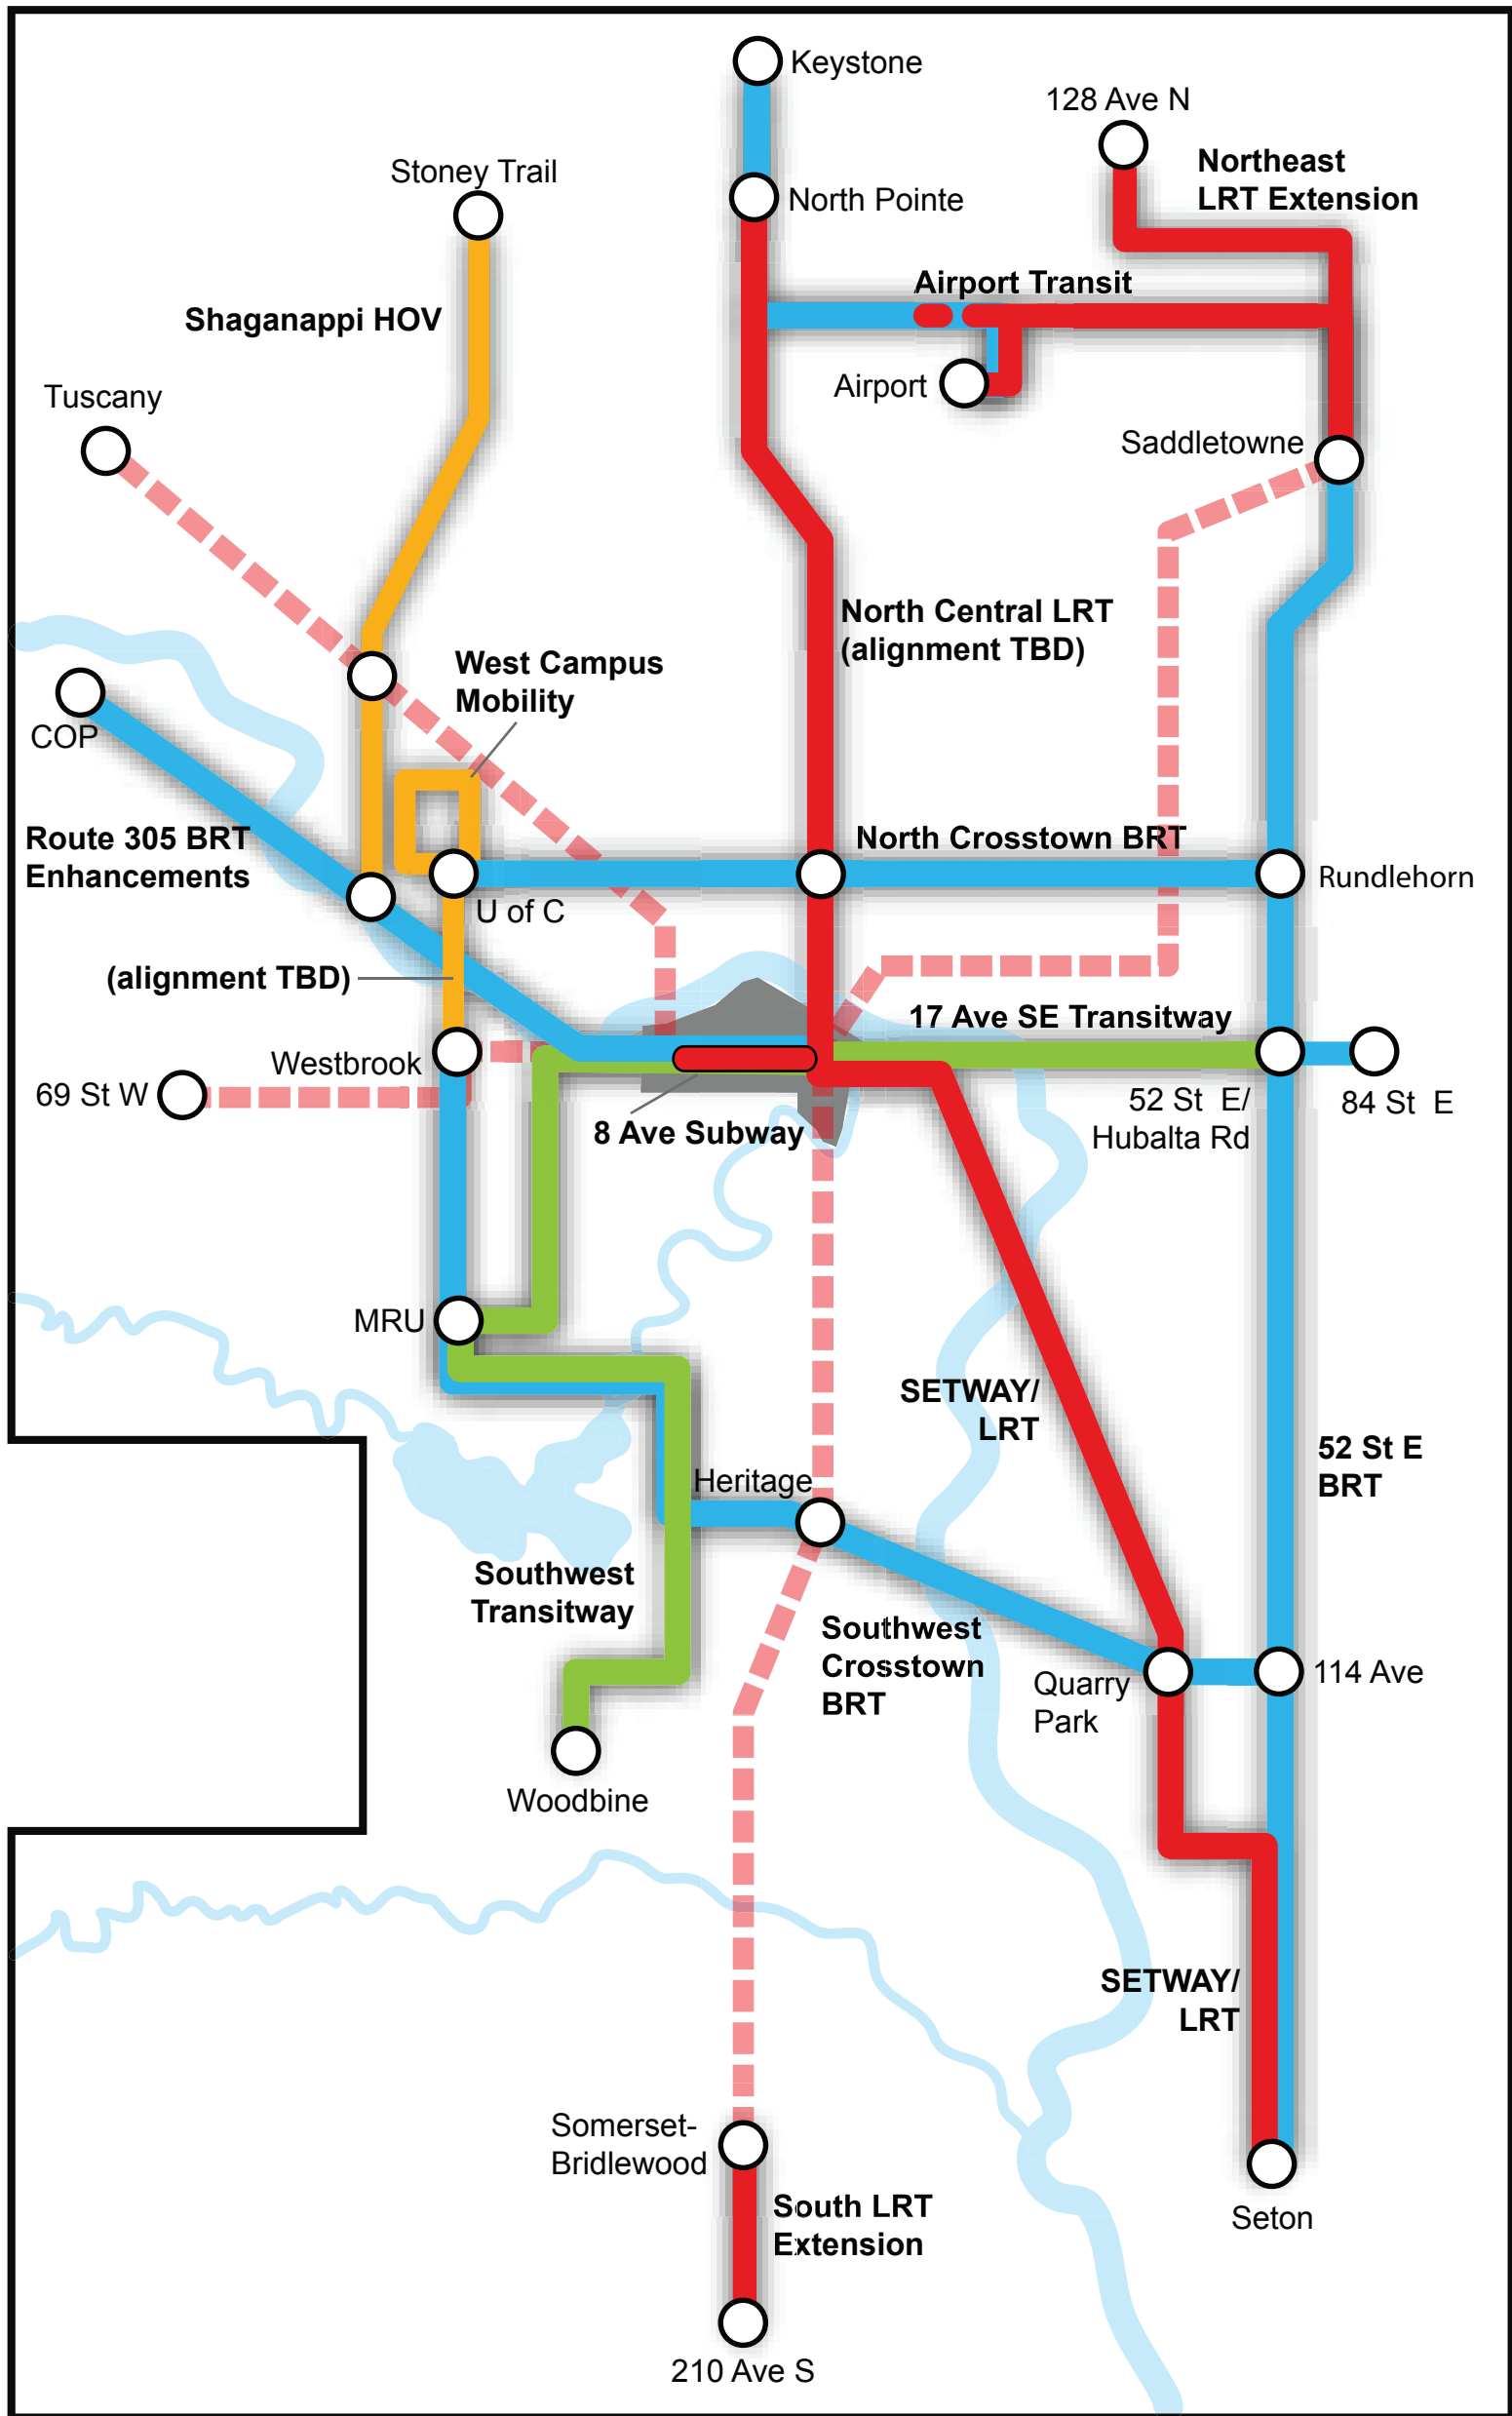 Keystone
128 Ave N
Northeast
LRT Extension
Stoney Trail
North Pointe
Airport Transit
Shaganappi HOV
Airport
Tuscany
Saddletowne
North Central LRT
(alignment TBD)
West Campus
Mobility
COP
Route 305 BRT
Enhancements
North Crosstown BRT
Rundlehorn
U of C
(alignment TBD)
17 Ave SE Transitway
Westbrook
69 St W
52 St E/
Hubalta Rd
84 St E
8 Ave Subway
MRU
SETWAY/
LRT
52 St E
BRT
Heritage
Southwest
Transitway
Southwest
Crosstown
BRT
Quarry
Park
114 Ave
Woodbine
SETWAY/
LRT
Somerset-
Bridlewood
South LRT
Extension
Seton
210 Ave S